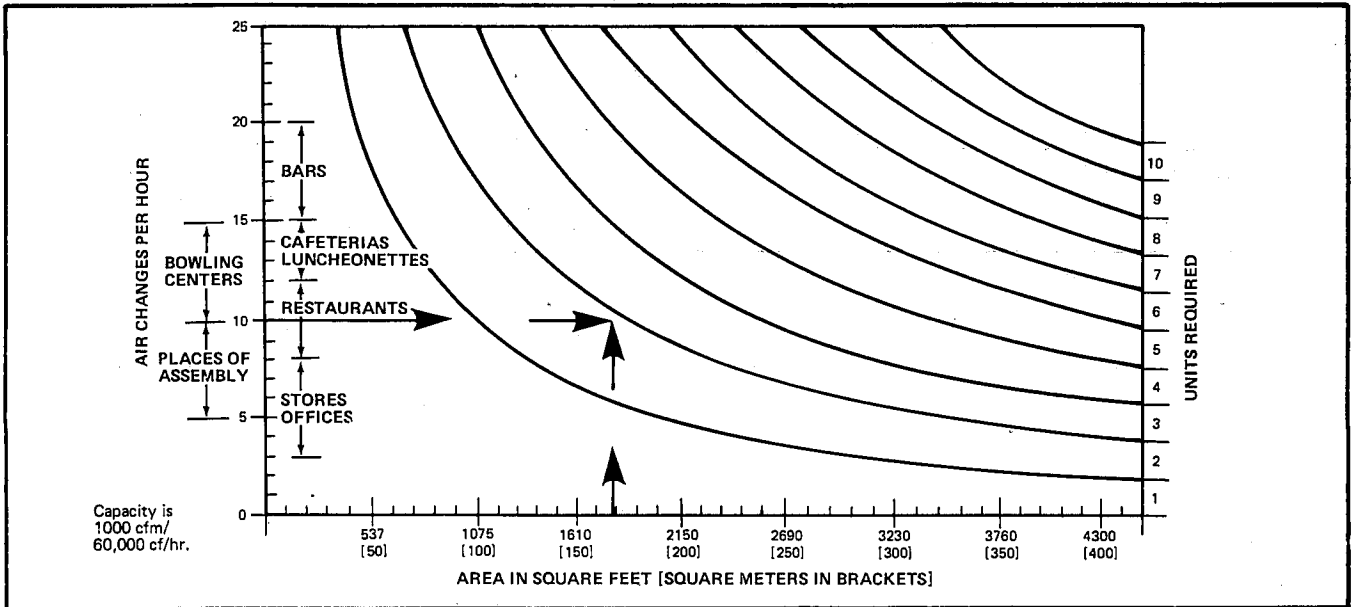 25
20
15
10
5
0
AIR CHANGES PER HOUR
BARS
CAFETERIAS
LUNCHEONETTES
BOWLING
CENTERS
RESTAURANTS
PLACES OF
ASSEMBLY
STORES
OFFICES
10
9
8
7
6
5
4
3
2
1
UNITS REQUIRED
Capacity is
1000 cfm/
60,000 cf/hr.
537 1075 1610 2150 2690 3230 3760 4300
[50] [100] [150] [200] [250] [300] [350] [400]
AREA IN SQUARE FEET [SQUARE METERS IN BRACKETS]